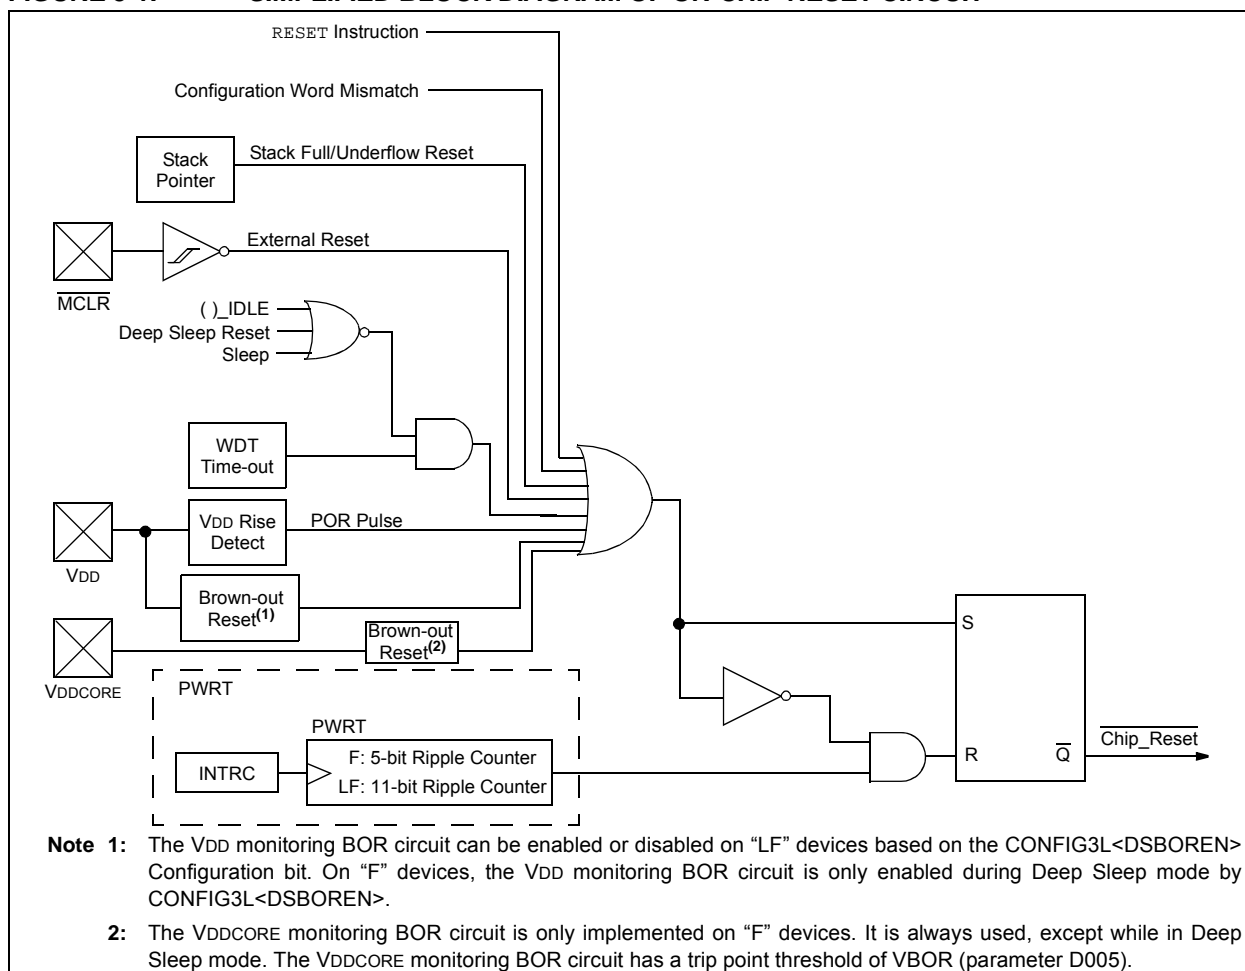 RESET Instruction
Configuration Word Mismatch
Stack
Pointer
Stack Full/Underflow Reset
External Reset
MCLR
( )_IDLE
Deep Sleep Reset
Sleep
WDT
Time-out
VDD Rise
Detect
POR Pulse
VDD
Brown-out
Reset(1)
Brown-out
Reset(2)
VDDCORE
PWRT
PWRT
INTRC
F: 5-bit Ripple Counter
LF: 11-bit Ripple Counter
S
R
Q
Chip_Reset
Note 1: The VDD monitoring BOR circuit can be enabled or disabled on “LF” devices based on the CONFIG3L<DSBOREN>
Configuration bit. On “F” devices, the VDD monitoring BOR circuit is only enabled during Deep Sleep mode by
CONFIG3L<DSBOREN>.
2: The VDDCORE monitoring BOR circuit is only implemented on “F” devices. It is always used, except while in Deep
Sleep mode. The VDDCORE monitoring BOR circuit has a trip point threshold of VBOR (parameter D005).